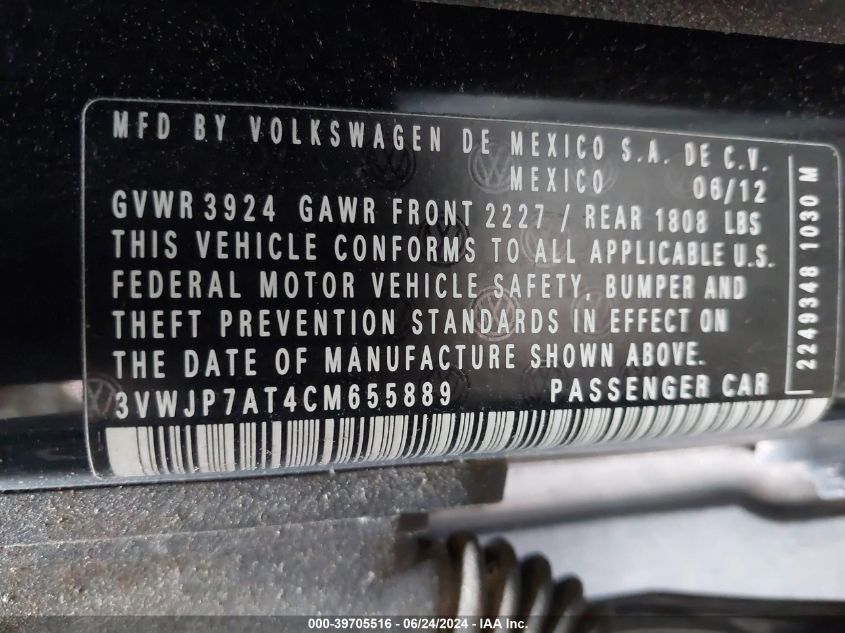 MFD BY VOLKSWAGEN DE MEXICO S.A. DE C.V.
MEXICO 06/12
GVWR 3924 GAWR FRONT 2227 / REAR 1808 LBS
THIS VEHICLE CONFORMS TO ALL APPLICABLE U.S.
FEDERAL MOTOR VEHICLE SAFETY, BUMPER AND
THEFT PREVENTION STANDARDS IN EFFECT ON
THE DATE OF MANUFACTURE SHOWN ABOVE.
3VWJP7AT4CM655889 PASSENGER CAR
2249348 1030 M
000-39705516 - 06/24/2024 - IAA Inc.